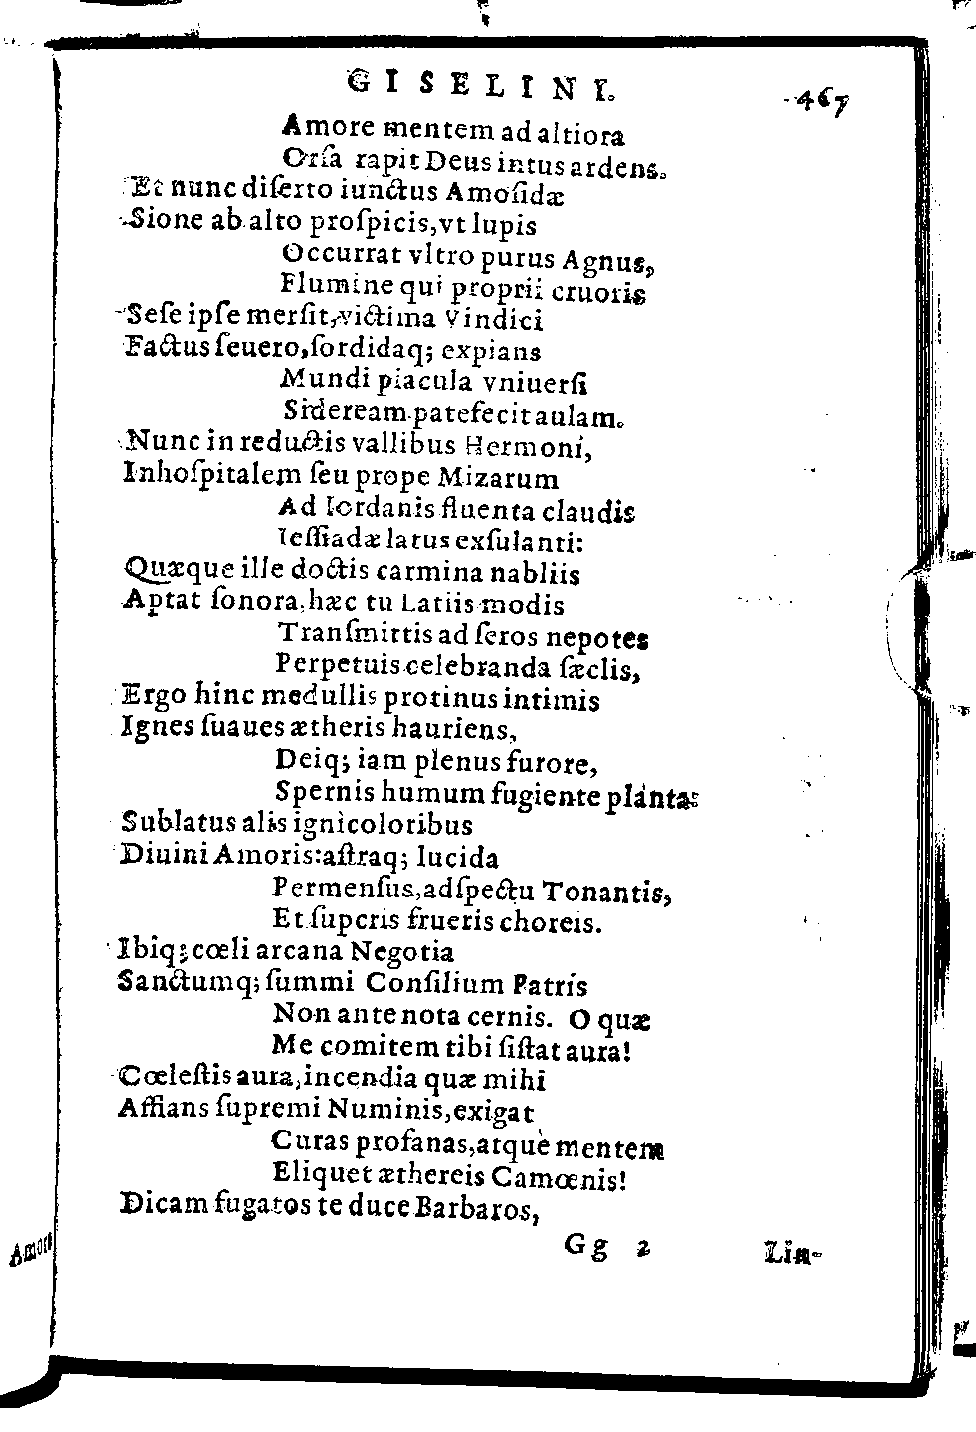 GISELINI. 467
Amore mentem ad altiora
Orſa rapit Deus intus ardens.
Et nunc diſerto iunctus Amoſidæ
Sione ab alto proſpicis, vt lupis
Occurrat vltro purus Agnus,
Flumine qui proprii cruoris
Seſe ipſe merſit, victima Vindici
Factus ſeuero, ſordidaq; expians
Mundi piacula vniuerſi
Sideream patefecit aulam.
Nunc in reductis vallibus Hermoni,
Inhoſpitalem ſeu prope Mizarum
Ad Iordanis fluenta claudis
Ieſſiadæ latus exſulanti:
Quæque ille doctis carmina nabliis
Aptat ſonora, hæc tu Latiis modis
Tranſmittis ad ſeros nepotes
Perpetuis celebranda ſæclis,
Ergo hinc medullis protinus intimis
Ignes ſuaues ætheris hauriens,
Deiq; iam plenus furore,
Spernis humum fugiente planta:
Sublatus alis ignicoloribus
Diuini Amoris: aſtraq; lucida
Permenſus, adſpectu Tonantis,
Et ſuperis frueris choreis.
Ibiq; cœli arcana Negotia
Sanctumq; ſummi Conſilium Patris
Non ante nota cernis. O quæ
Me comitem tibi ſiſtat aura!
Cœleſtis aura, incendia quæ mihi
Afflans ſupremi Numinis, exigat
Curas profanas, atquè mentem
Eliquet æthereis Camœnis!
Dicam fugatos te duce Barbaros,
Gg 2 Lin-
Amore